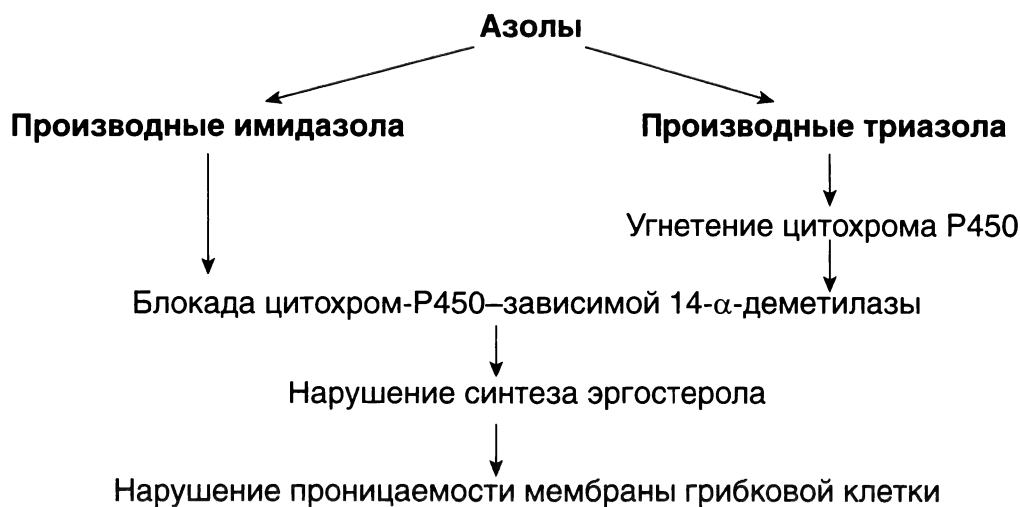 Азолы
Производные имидазола
Производные триазола
Угнетение цитохрома Р450
Блокада цитохром-Р450–зависимой 14-α-деметилазы
Нарушение синтеза эргостерола
Нарушение проницаемости мембраны грибковой клетки